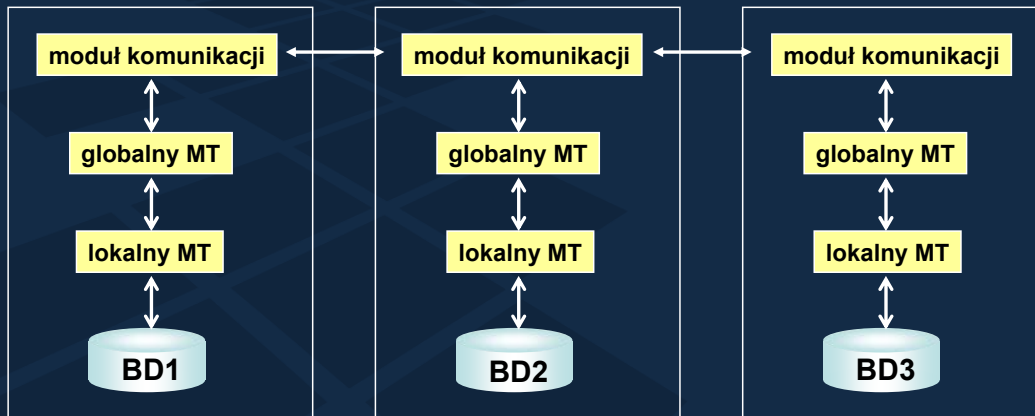 moduł komunikacji
moduł komunikacji
moduł komunikacji
globalny MT
globalny MT
globalny MT
lokalny MT
lokalny MT
lokalny MT
BD1
BD2
BD3